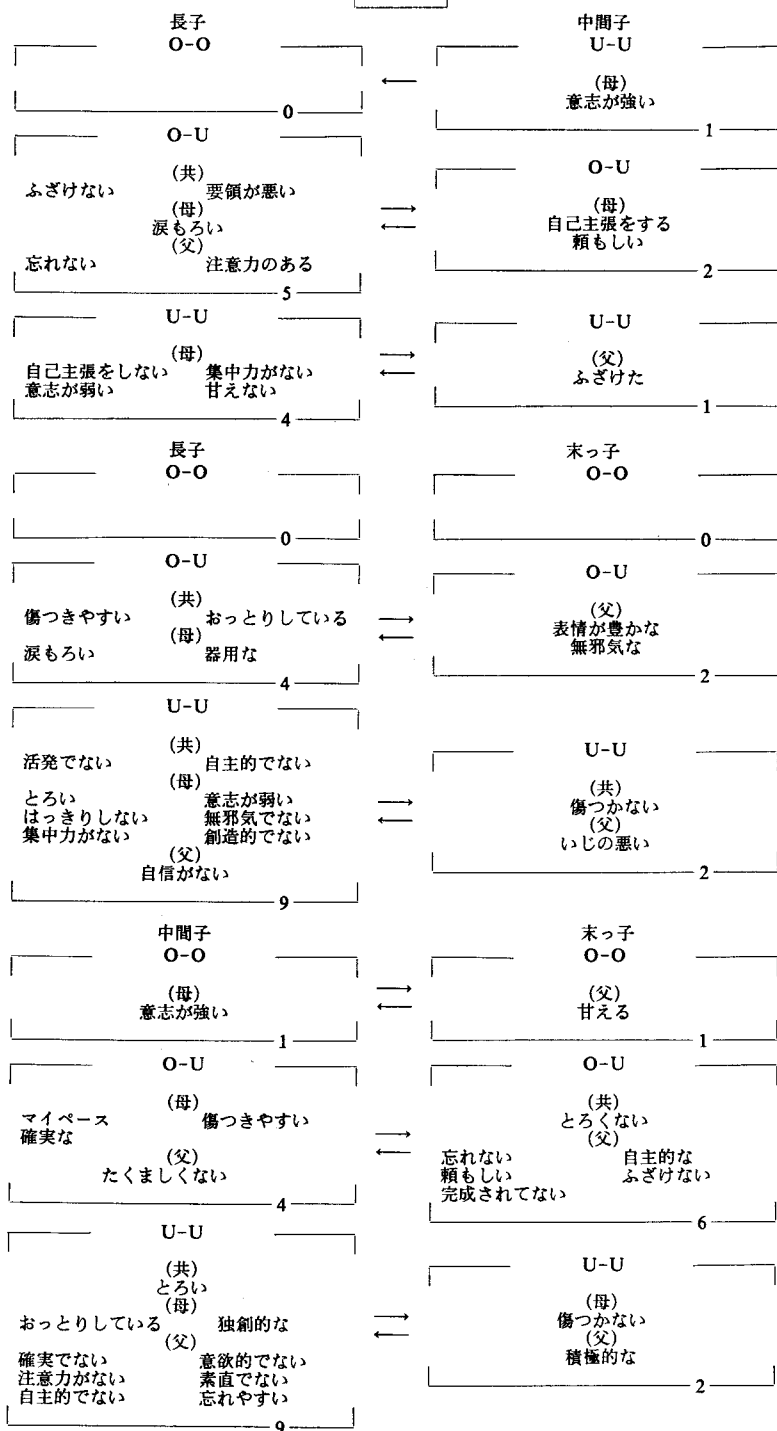 長子
O-O
0
O-U
(共)
ふざけない 要領が悪い
(母)
涙もろい
(父)
忘れない 注意力のある
5
U-U
(母)
自己主張をしない 集中力がない
意志が弱い 甘えない
4
中間子
U-U
(母)
意志が強い
1
O-U
(母)
自己主張をする
頼もしい
2
U-U
(父)
ふざけた
1
長子
O-O
0
O-U
(共)
傷つきやすい おっとりしている
(母)
涙もろい 器用な
4
U-U
(共)
活発でない 自主的でない
(母)
とろい 意志が弱い
はっきりしない 無邪気でない
集中力がない 創造的でない
(父)
自信がない
9
末っ子
O-O
0
O-U
(父)
表情が豊かな
無邪気な
2
U-U
(共)
傷つかない
(父)
いじの悪い
2
中間子
O-O
(母)
意志が強い
1
O-U
(母)
マイペース 傷つきやすい
確実な
(父)
たくましくない
4
U-U
(共)
とろい
(母)
おっとりしている 独創的な
(父)
確実でない 意欲的でない
注意力がない 素直でない
自主的でない 忘れやすい
9
末っ子
O-O
(父)
甘える
1
O-U
(共)
とろくない
(父)
忘れない 自主的な
頼もしい ふざけない
完成されてない
6
U-U
(母)
傷つかない
(父)
積極的な
2